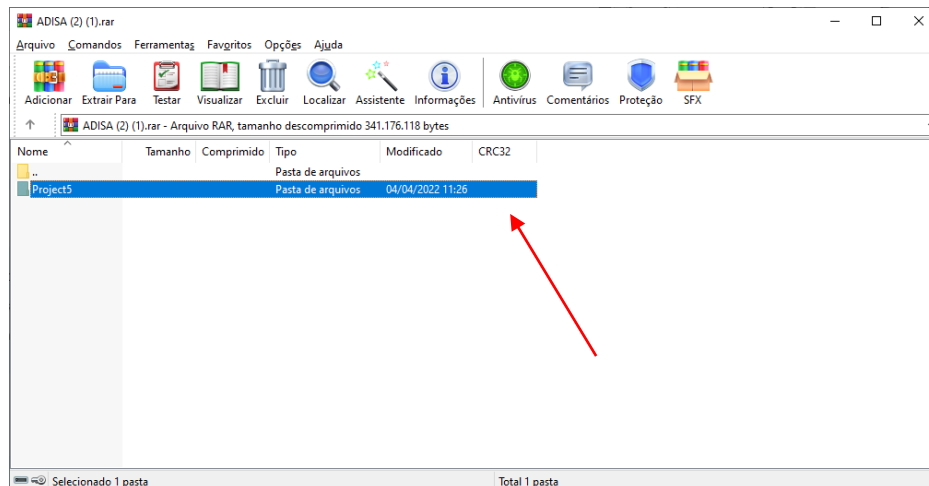 ADISA (2) (1).rar
Arquivo Comandos Ferramentas Favoritos Opções Ajuda
Adicionar Extrair Para Testar Visualizar Excluir Localizar Assistente Informações Antivírus Comentários Proteção SFX
ADISA (2) (1).rar - Arquivo RAR, tamanho descomprimido 341.176.118 bytes
Nome Tamanho Comprimido Tipo Modificado CRC32
.. Pasta de arquivos
Project5 Pasta de arquivos 04/04/2022 11:26
Selecionado 1 pasta Total 1 pasta